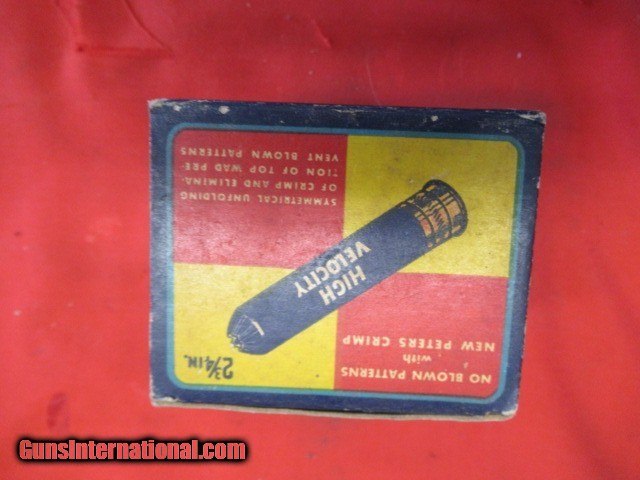 NO BLOWN PATTERNS
with
NEW PETERS CRIMP
2¾ IN.
HIGH
VELOCITY
SYMMETRICAL UNFOLDING
OF CRIMP AND ELIMINA-
TION OF TOP WAD PRE-
VENT BLOWN PATTERNS
GunsInternational.com